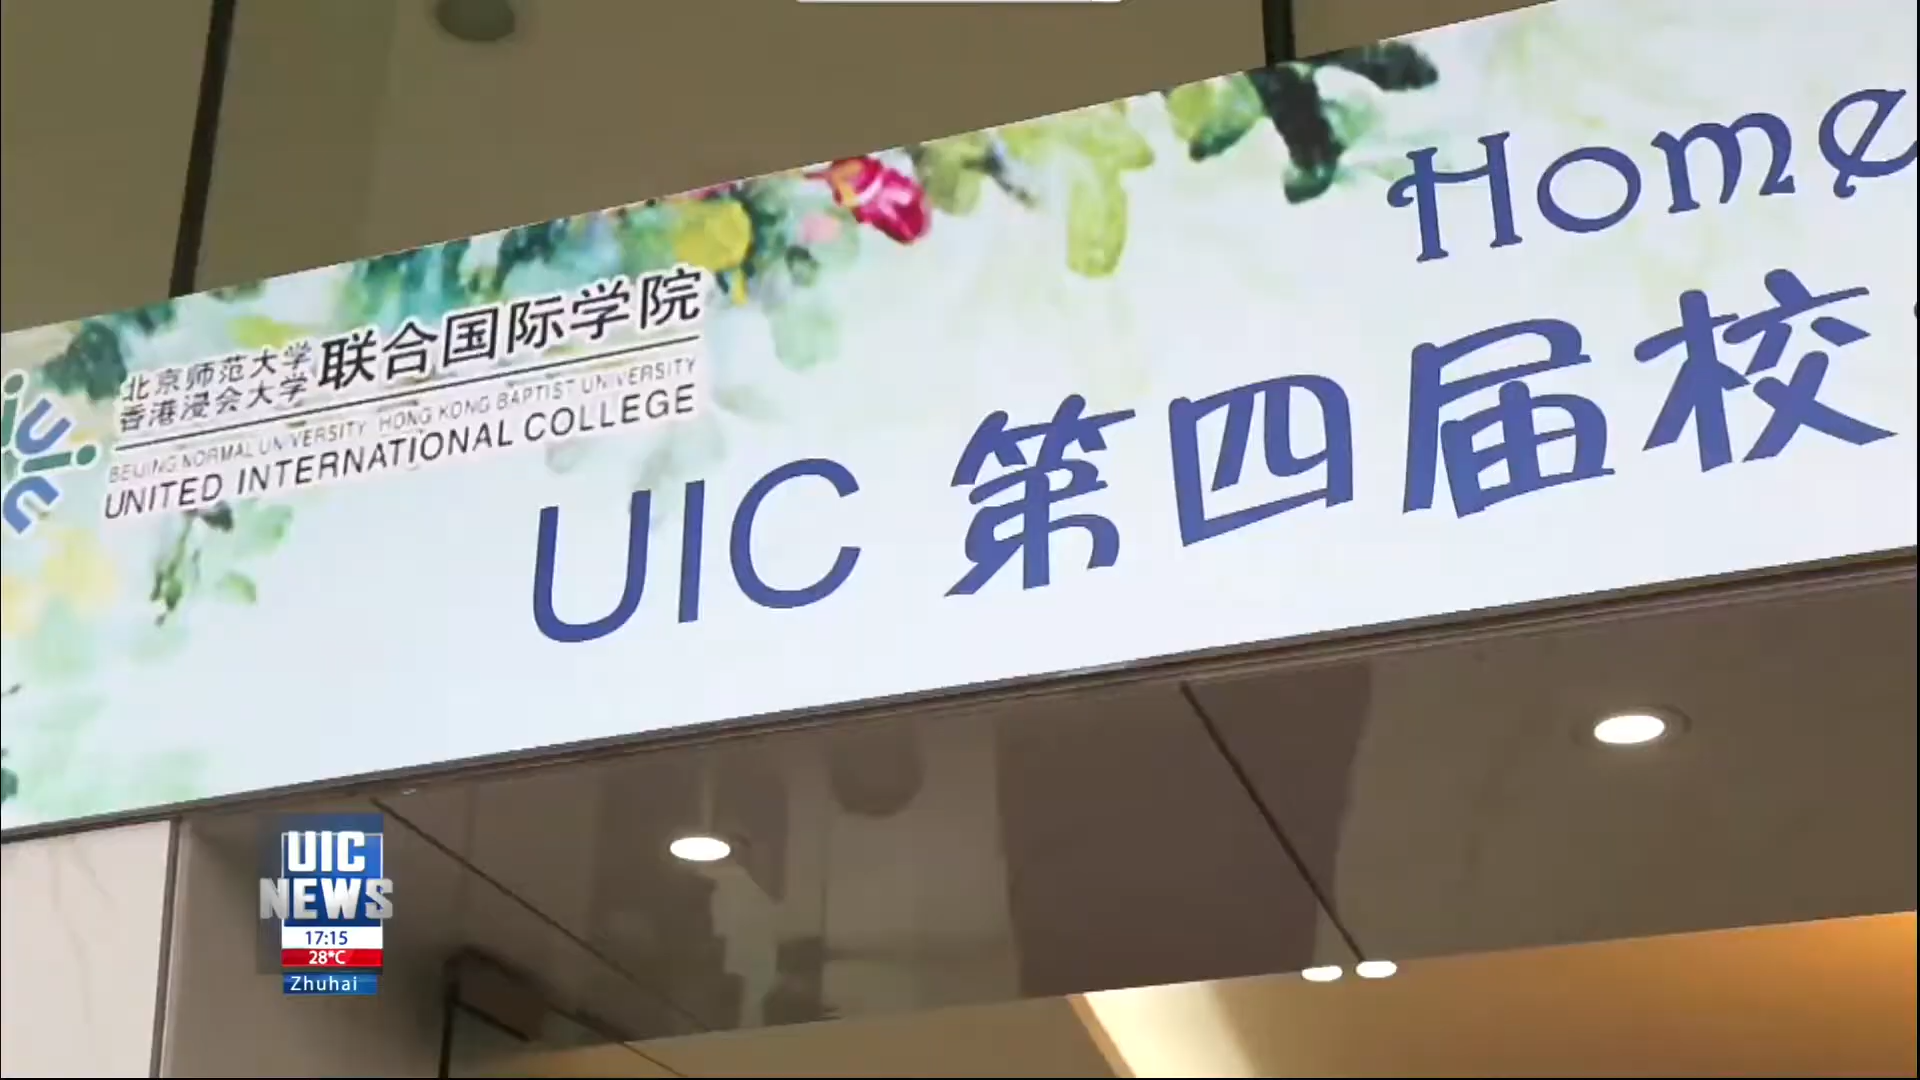 Home
北京师范大学
香港浸会大学
联合国际学院
BEIJING NORMAL UNIVERSITY HONG KONG BAPTIST UNIVERSITY
UNITED INTERNATIONAL COLLEGE
uic
UIC 第四届校
UIC
NEWS
17:15
28°C
Zhuhai